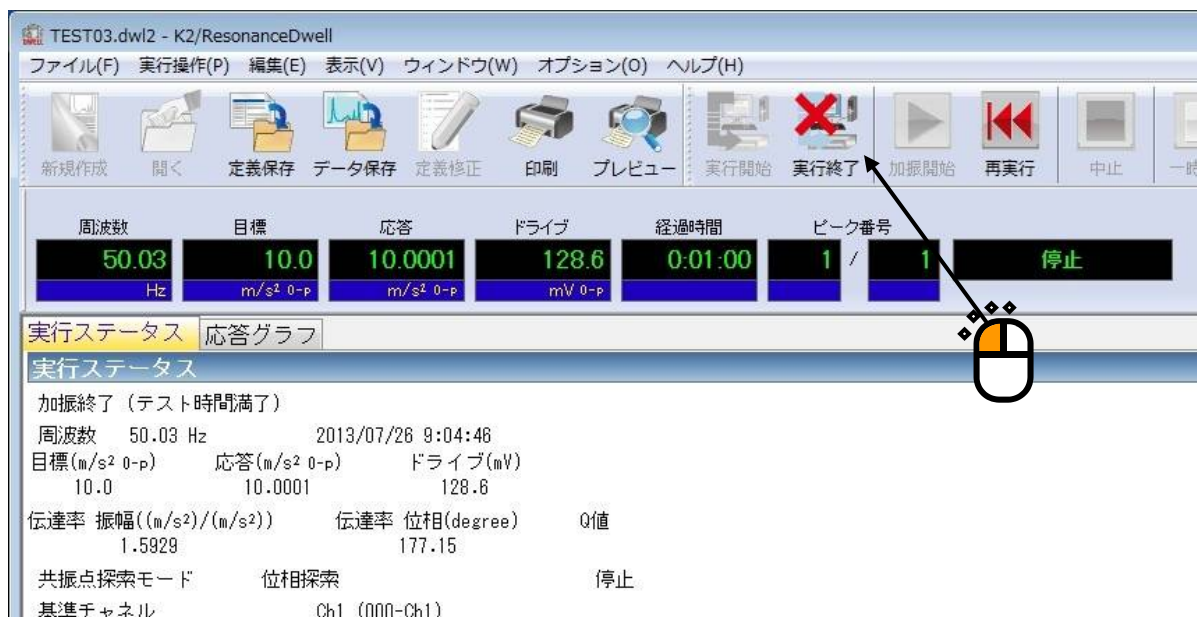 TEST03.dwl2 - K2/ResonanceDwell
ファイル(F) 実行操作(P) 編集(E) 表示(V) ウィンドウ(W) オプション(O) ヘルプ(H)
新規作成 開く 定義保存 データ保存 定義修正 印刷 プレビュー 実行開始 実行終了 加振開始 再実行 中止 一時
周波数 目標 応答 ドライブ 経過時間 ピーク番号
50.03 10.0 10.0001 128.6 0:01:00 1 / 1 停止
Hz m/s² 0-P m/s² 0-P mV 0-P
実行ステータス 応答グラフ
実行ステータス
加振終了 (テスト時間満了)
周波数 50.03 Hz 2013/07/26 9:04:46
目標(m/s² 0-p) 応答(m/s² 0-p) ドライブ(mV)
10.0 10.0001 128.6
伝達率 振幅((m/s²)/(m/s²)) 伝達率 位相(degree) Q値
1.5929 177.15
共振点探索モード 位相探索 停止
基準チャネル Ch1 (000-Ch1)